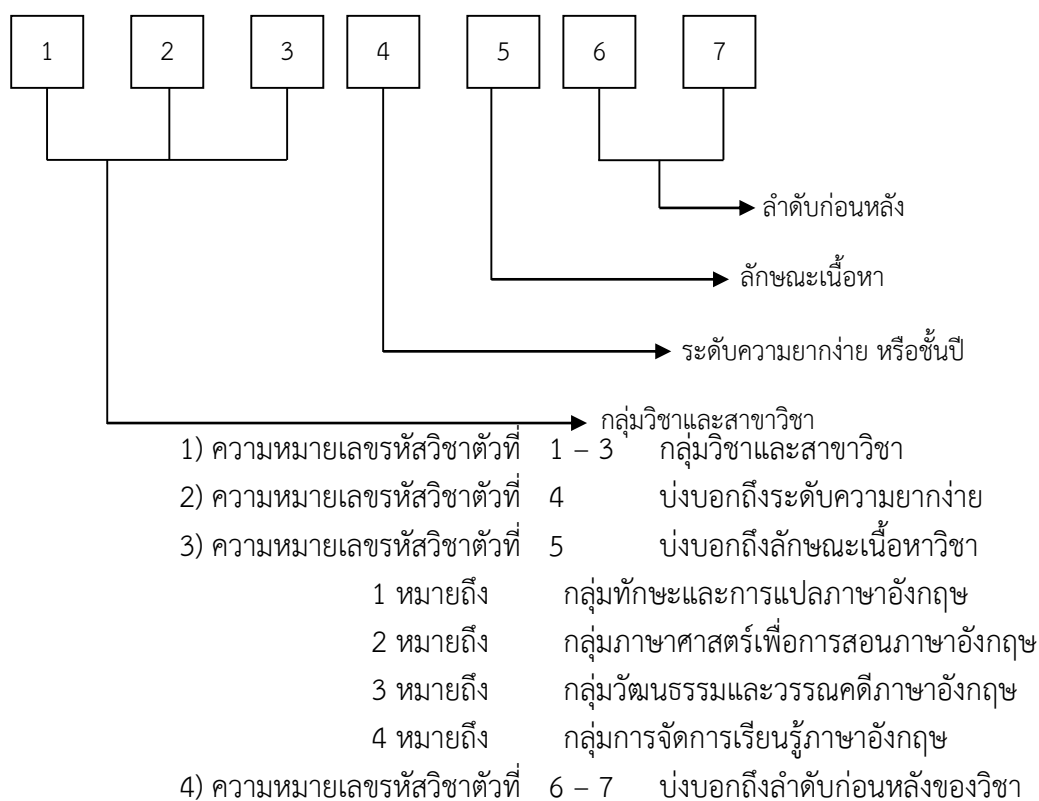 1 2 3 4 5 6 7
ลำดับก่อนหลัง
ลักษณะเนื้อหา
ระดับความยากง่าย หรือชั้นปี
กลุ่มวิชาและสาขาวิชา
1) ความหมายเลขรหัสวิชาตัวที่ 1 – 3 กลุ่มวิชาและสาขาวิชา
2) ความหมายเลขรหัสวิชาตัวที่ 4 บ่งบอกถึงระดับความยากง่าย
3) ความหมายเลขรหัสวิชาตัวที่ 5 บ่งบอกถึงลักษณะเนื้อหาวิชา
1 หมายถึง กลุ่มทักษะและการแปลภาษาอังกฤษ
2 หมายถึง กลุ่มภาษาศาสตร์เพื่อการสอนภาษาอังกฤษ
3 หมายถึง กลุ่มวัฒนธรรมและวรรณคดีภาษาอังกฤษ
4 หมายถึง กลุ่มการจัดการเรียนรู้ภาษาอังกฤษ
4) ความหมายเลขรหัสวิชาตัวที่ 6 – 7 บ่งบอกถึงลำดับก่อนหลังของวิชา